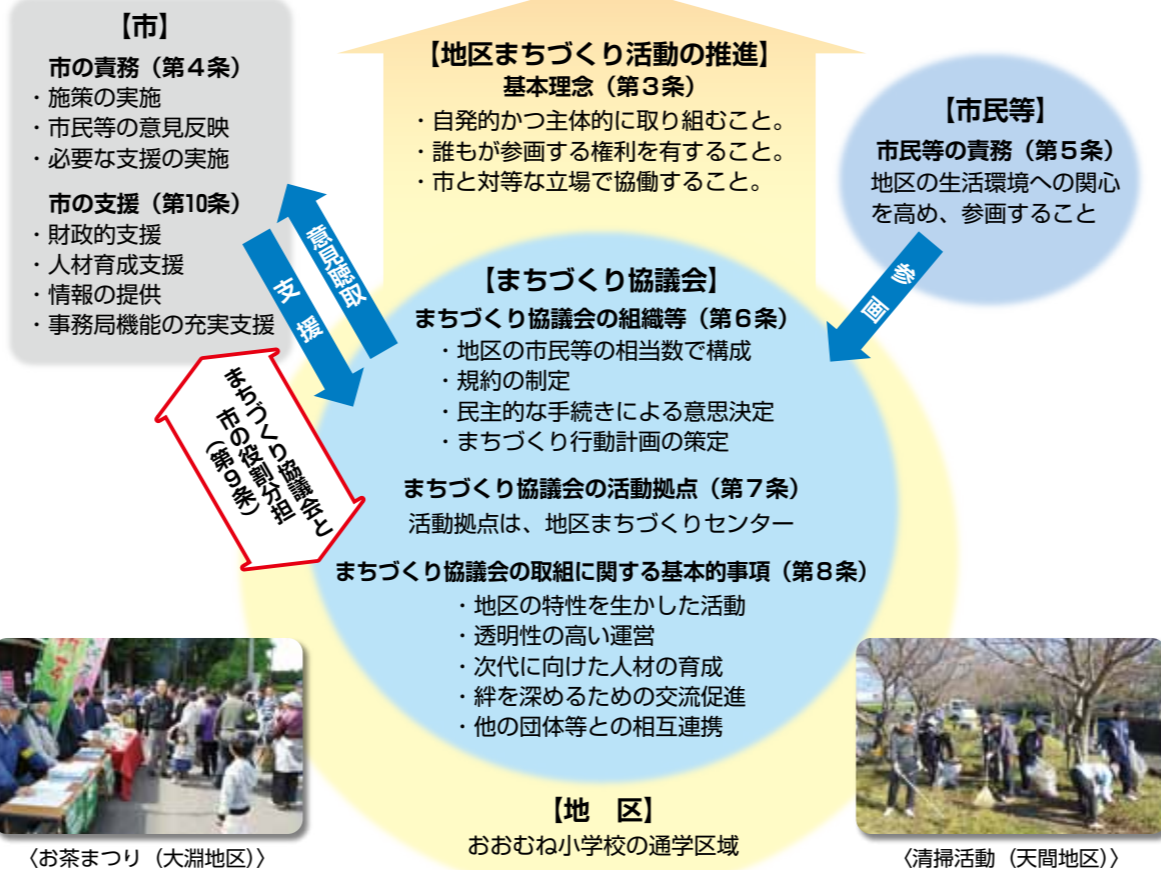 【市】
市の責務（第４条）
・施策の実施
・市民等の意見反映
・必要な支援の実施
市の支援（第10条）
・財政的支援
・人材育成支援
・情報の提供
・事務局機能の充実支援
【地区まちづくり活動の推進】
基本理念（第３条）
・自発的かつ主体的に取り組むこと。
・誰もが参画する権利を有すること。
・市と対等な立場で協働すること。
【市民等】
市民等の責務（第５条）
地区の生活環境への関心
を高め、参画すること
意見聴取
支援
参画
まちづくり協議会と
市の役割分担
（第９条）
【まちづくり協議会】
まちづくり協議会の組織等（第６条）
・地区の市民等の相当数で構成
・規約の制定
・民主的な手続きによる意思決定
・まちづくり行動計画の策定
まちづくり協議会の活動拠点（第７条）
活動拠点は、地区まちづくりセンター
まちづくり協議会の取組に関する基本的事項（第８条）
・地区の特性を生かした活動
・透明性の高い運営
・次代に向けた人材の育成
・絆を深めるための交流促進
・他の団体等との相互連携
【地　区】
おおむね小学校の通学区域
〈お茶まつり（大淵地区）〉
〈清掃活動（天間地区）〉